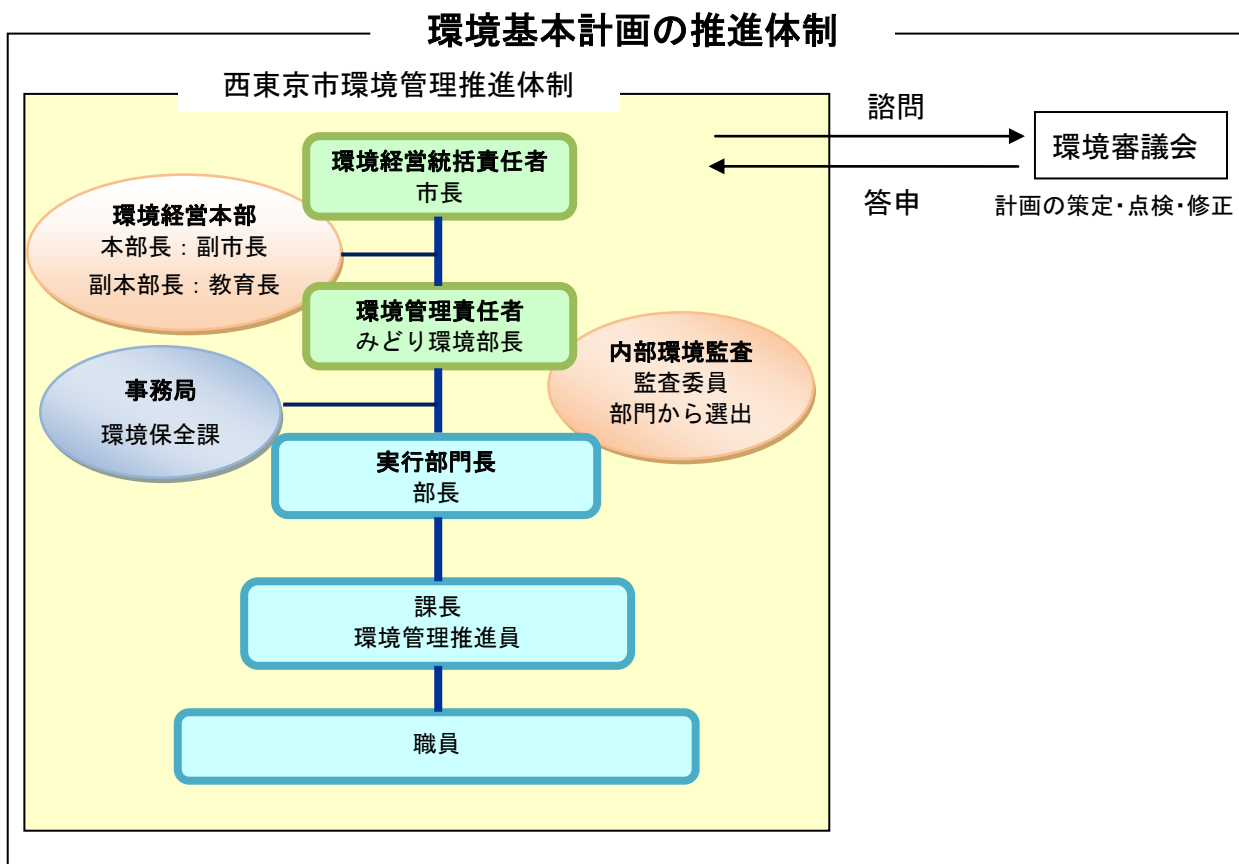 環境基本計画の推進体制
西東京市環境管理推進体制
環境経営統括責任者
市長
環境経営本部
本部長：副市長
副本部長：教育長
環境管理責任者
みどり環境部長
内部環境監査
監査委員
部門から選出
事務局
環境保全課
実行部門長
部長
課長
環境管理推進員
職員
諮問
答申
環境審議会
計画の策定・点検・修正